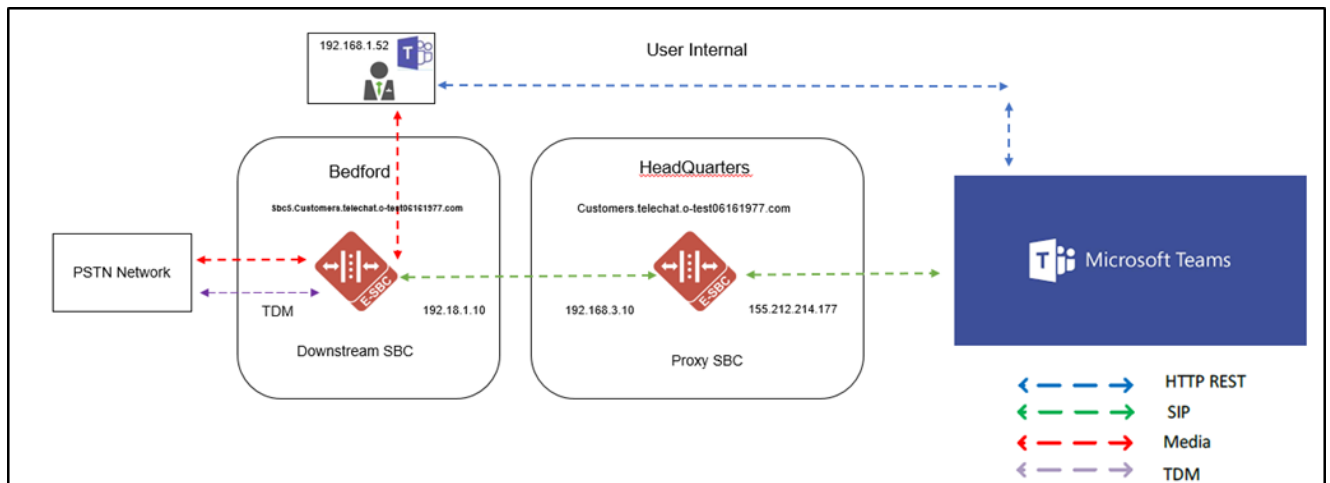 192.168.1.52
User Internal
Bedford
Sbc5.Customers.telechat.o-test06161977.com
HeadQuarters
Customers.telechat.o-test06161977.com
PSTN Network
TDM
E-SBC
192.18.1.10
Downstream SBC
192.168.3.10
E-SBC
155.212.214.177
Proxy SBC
Microsoft Teams
HTTP REST
SIP
Media
TDM